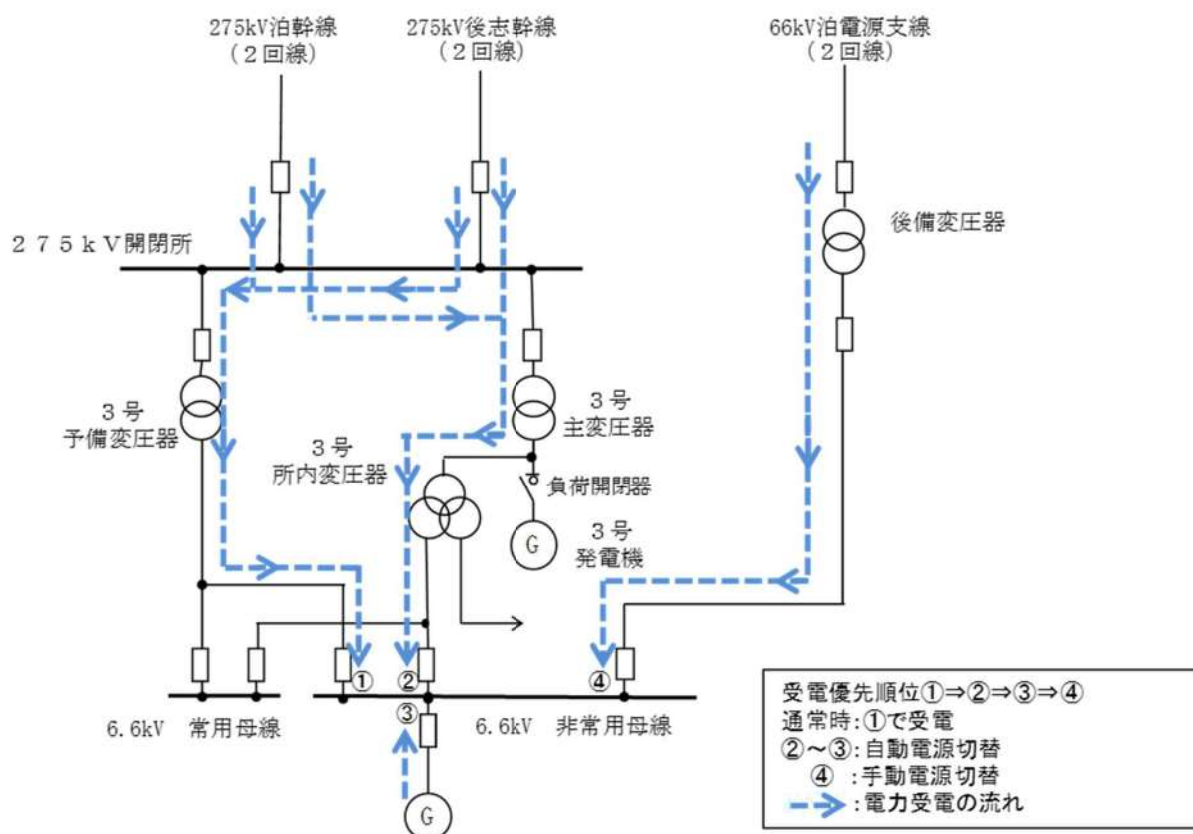 275kV泊幹線
（２回線）
275kV後志幹線
（２回線）
66kV泊電源支線
（２回線）
２７５ｋＶ開閉所
後備変圧器
３号
予備変圧器
３号
主変圧器
３号
所内変圧器
負荷開閉器
３号
発電機
G
①
②
④
③
6.6kV 常用母線
6.6kV 非常用母線
G
受電優先順位①⇒②⇒③⇒④
通常時：①で受電
②～③：自動電源切替
④ ：手動電源切替
：電力受電の流れ